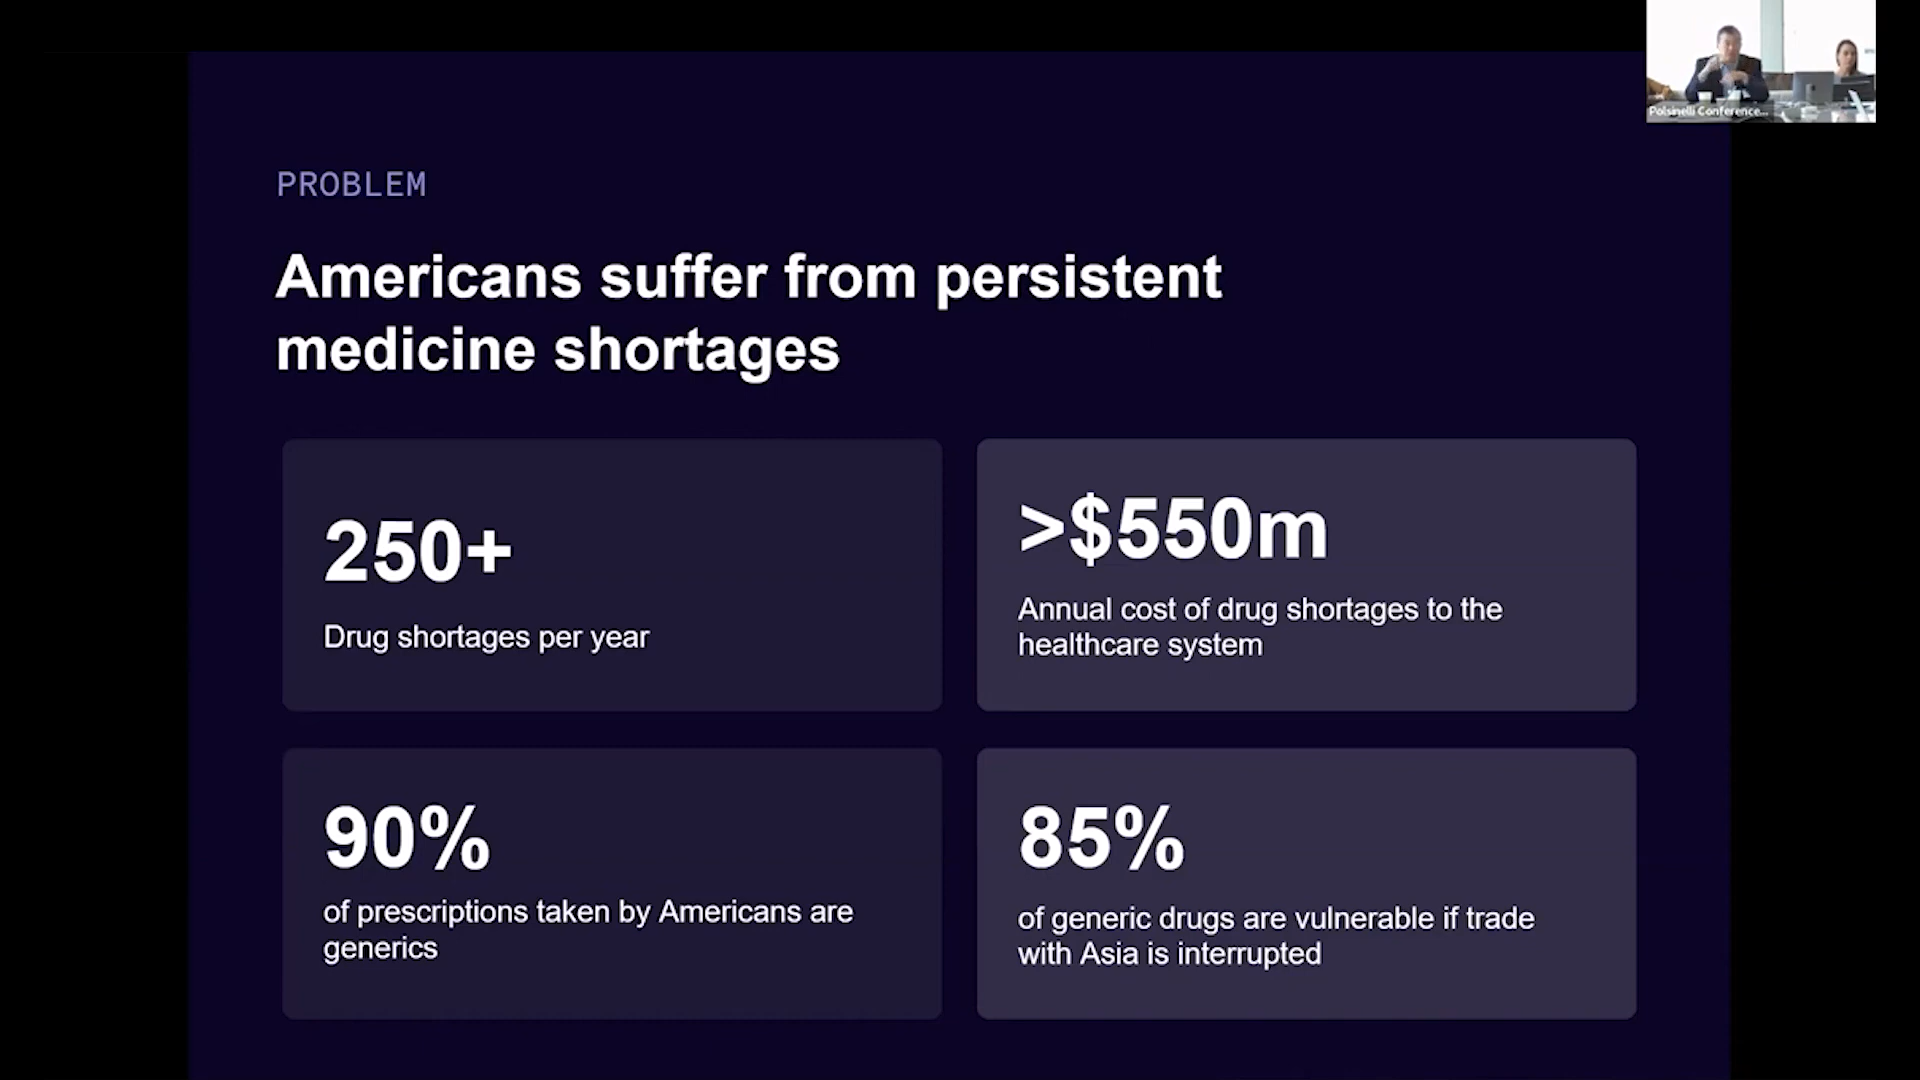 Polsinelli Conference...
PROBLEM
Americans suffer from persistent
medicine shortages
250+
Drug shortages per year
>$550m
Annual cost of drug shortages to the
healthcare system
90%
of prescriptions taken by Americans are
generics
85%
of generic drugs are vulnerable if trade
with Asia is interrupted